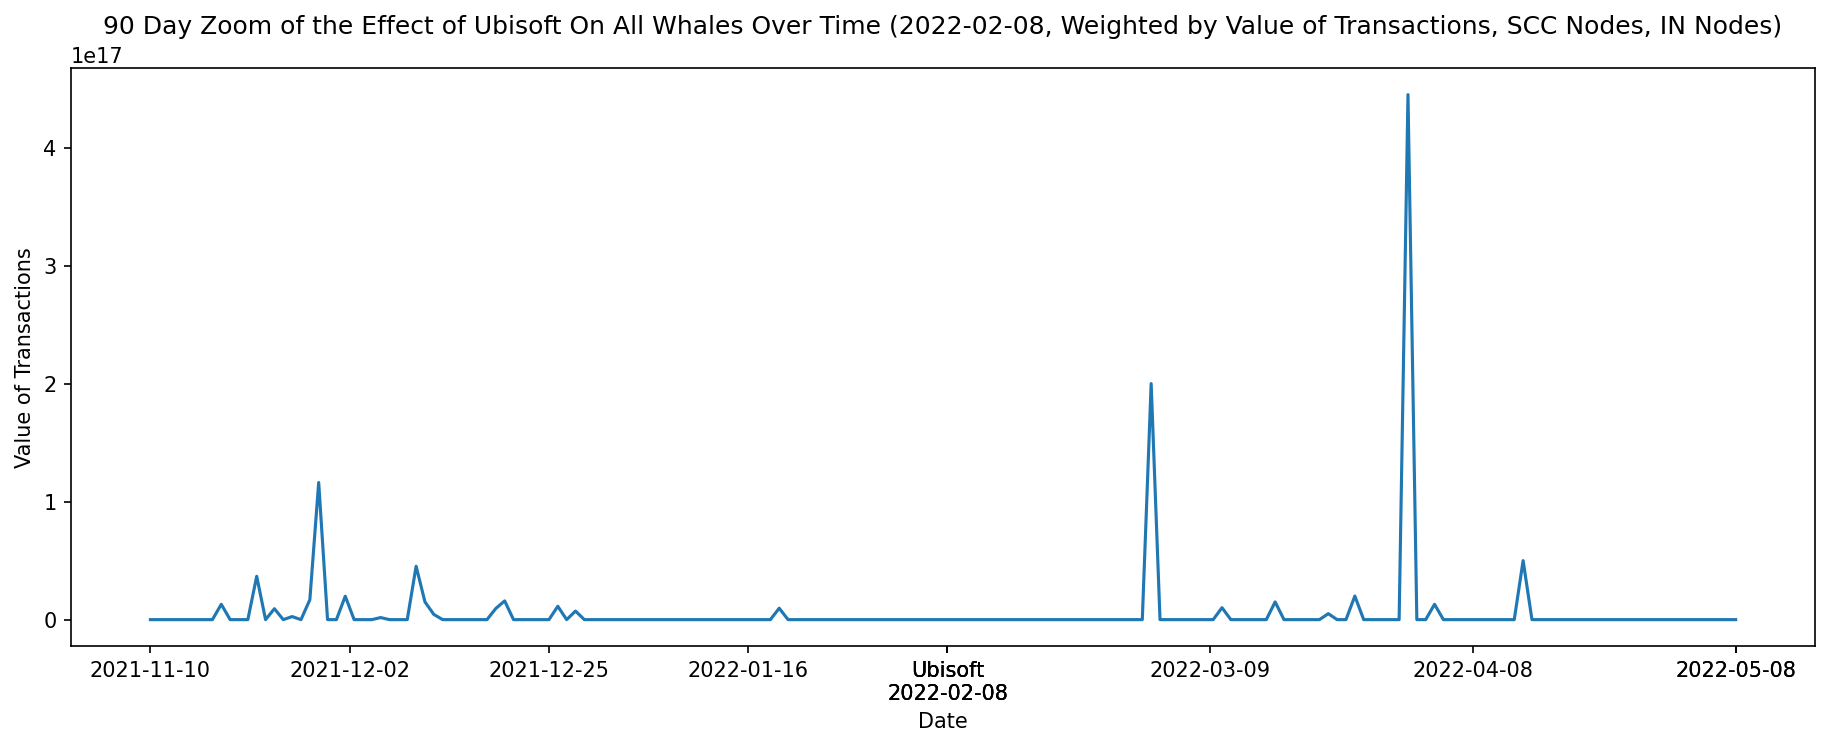 90 Day Zoom of the Effect of Ubisoft On All Whales Over Time (2022-02-08, Weighted by Value of Transactions, SCC Nodes, IN Nodes)
1e17
4
3
2
1
0
Value of Transactions
2021-11-10 2021-12-02 2021-12-25 2022-01-16 Ubisoft 2022-03-09 2022-04-08 2022-05-08
2022-02-08
Date